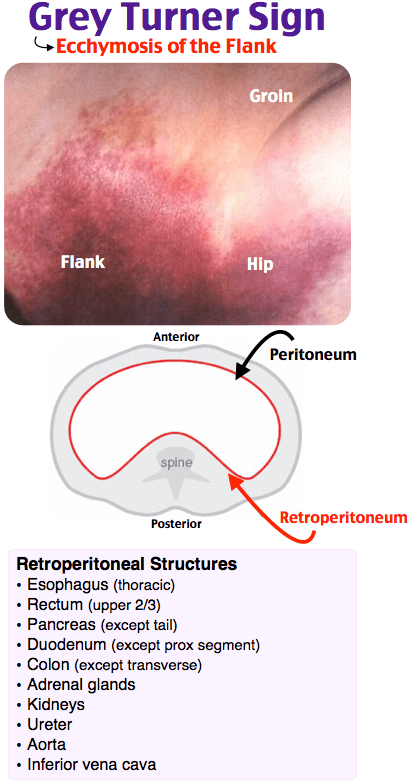 Grey Turner Sign
Ecchymosis of the Flank
Groin
Flank
Hip
Anterior
Peritoneum
spine
Retroperitoneum
Posterior
Retroperitoneal Structures
• Esophagus (thoracic)
• Rectum (upper 2/3)
• Pancreas (except tail)
• Duodenum (except prox segment)
• Colon (except transverse)
• Adrenal glands
• Kidneys
• Ureter
• Aorta
• Inferior vena cava